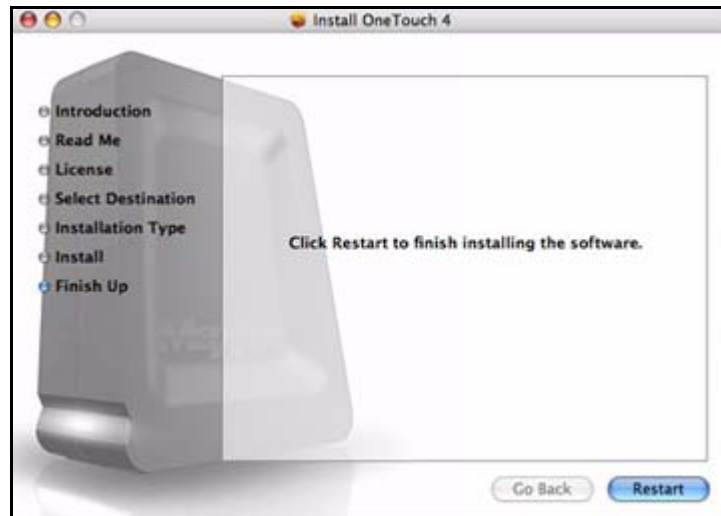 Install OneTouch 4
Introduction
Read Me
License
Select Destination
Installation Type
Install
Finish Up
Click Restart to finish installing the software.
Maxtor
Go Back
Restart